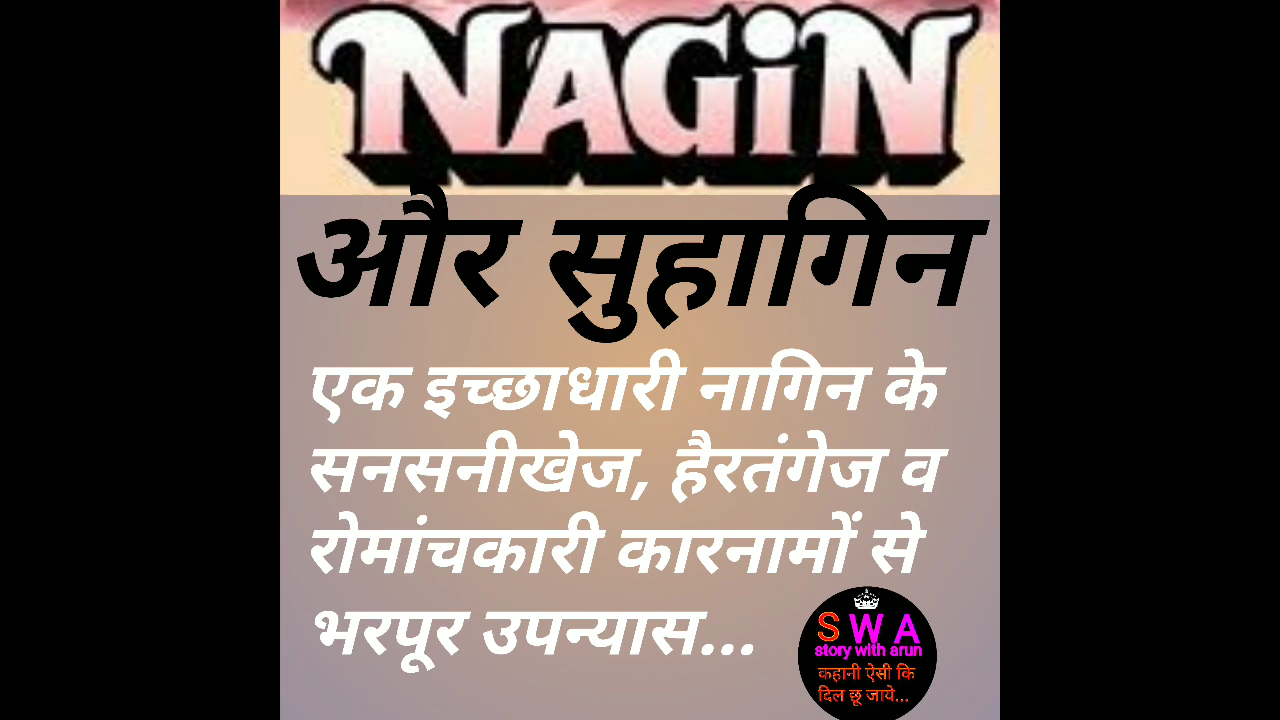 NAGiN
और सुहागिन
एक इच्छाधारी नागिन के
सनसनीखेज, हैरतंगेज व
रोमांचकारी कारनामों से
भरपूर उपन्यास...
S W A
story with arun
कहानी ऐसी कि
दिल छू जाये...